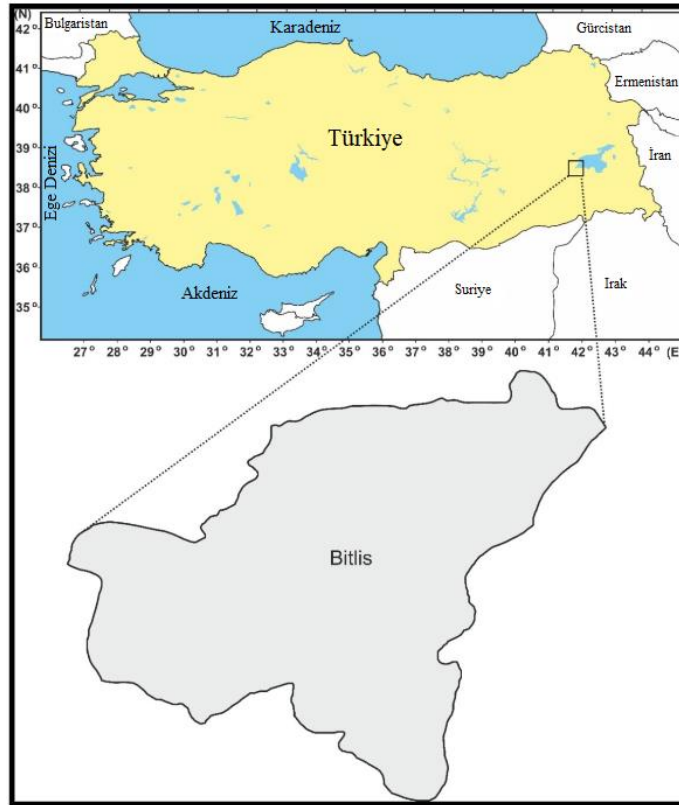 (N)
Bulgaristan
Karadeniz
Gürcistan
42°
41°
40°
39°
38°
37°
36°
35°
Ermenistan
Türkiye
İran
Ege Denizi
Akdeniz
Suriye
Irak
27° 28° 29° 30° 31° 32° 33° 34° 35° 36° 37° 38° 39° 40° 41° 42° 43° 44° (E
Bitlis